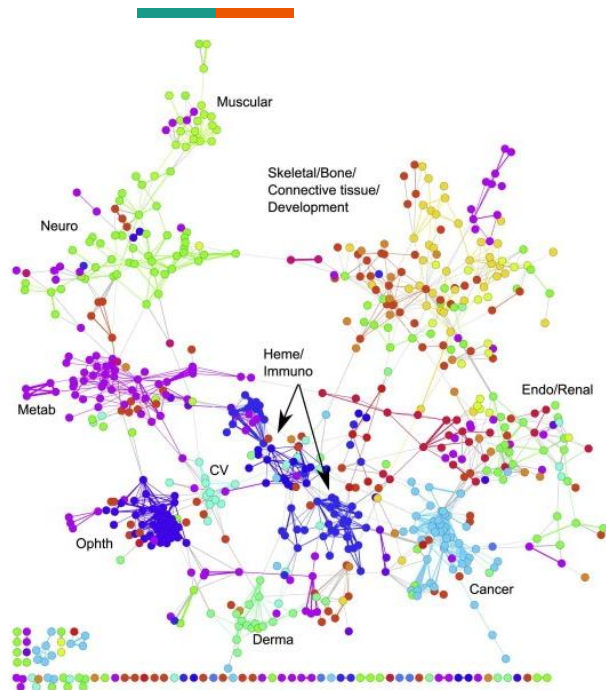 Muscular
Skeletal/Bone/
Connective tissue/
Development
Neuro
Heme/
Immuno
Endo/Renal
Metab
CV
Ophth
Cancer
Derma